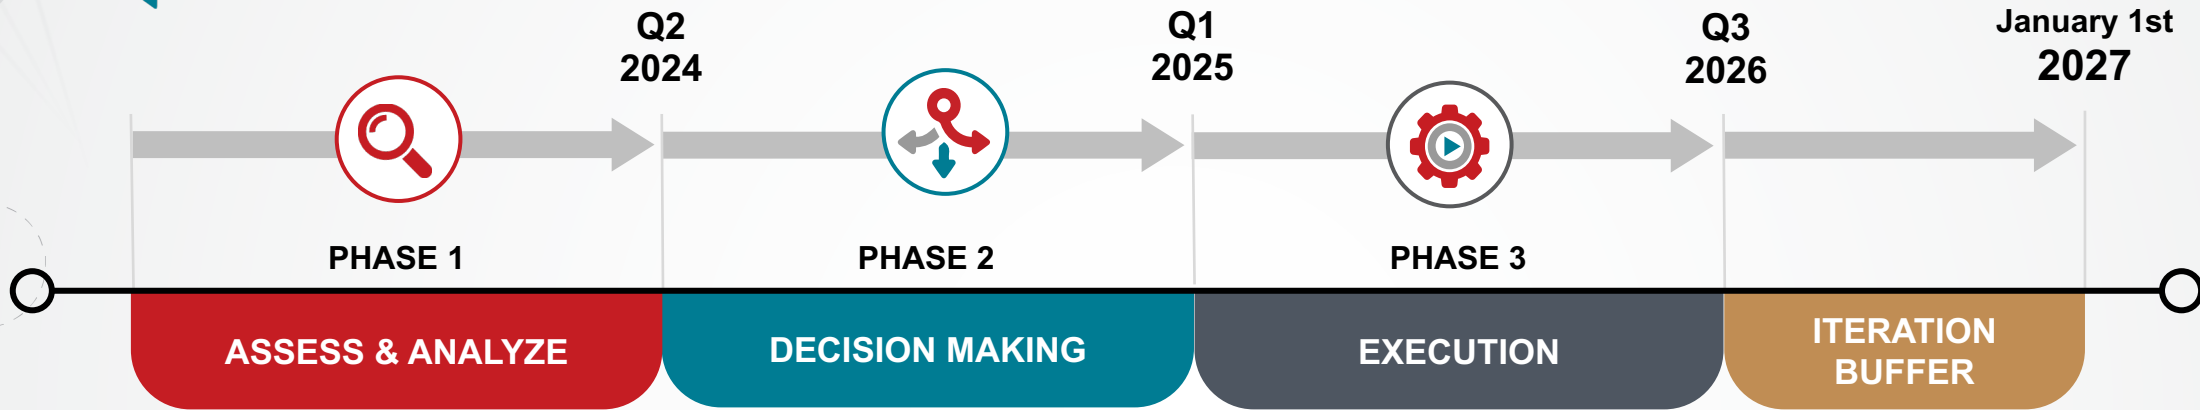 Q2
2024
Q1
2025
Q3
2026
January 1st
2027
PHASE 1
PHASE 2
PHASE 3
ASSESS & ANALYZE
DECISION MAKING
EXECUTION
ITERATION
BUFFER